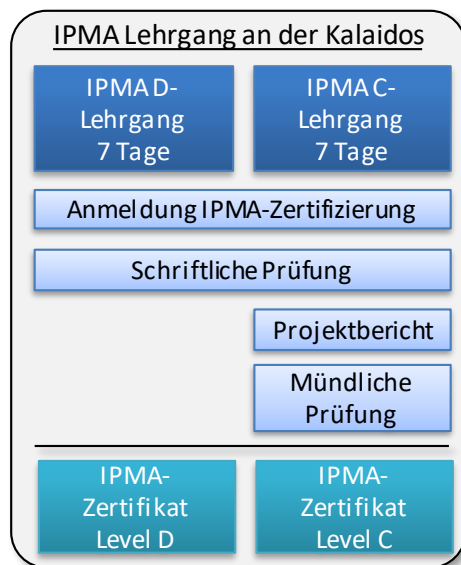 IPMA Lehrgang an der Kalaidos
IPMA D-
Lehrgang
7 Tage
IPMA C-
Lehrgang
7 Tage
Anmeldung IPMA-Zertifizierung
Schriftliche Prüfung
Projektbericht
Mündliche
Prüfung
IPMA-
Zertifikat
Level D
IPMA-
Zertifikat
Level C